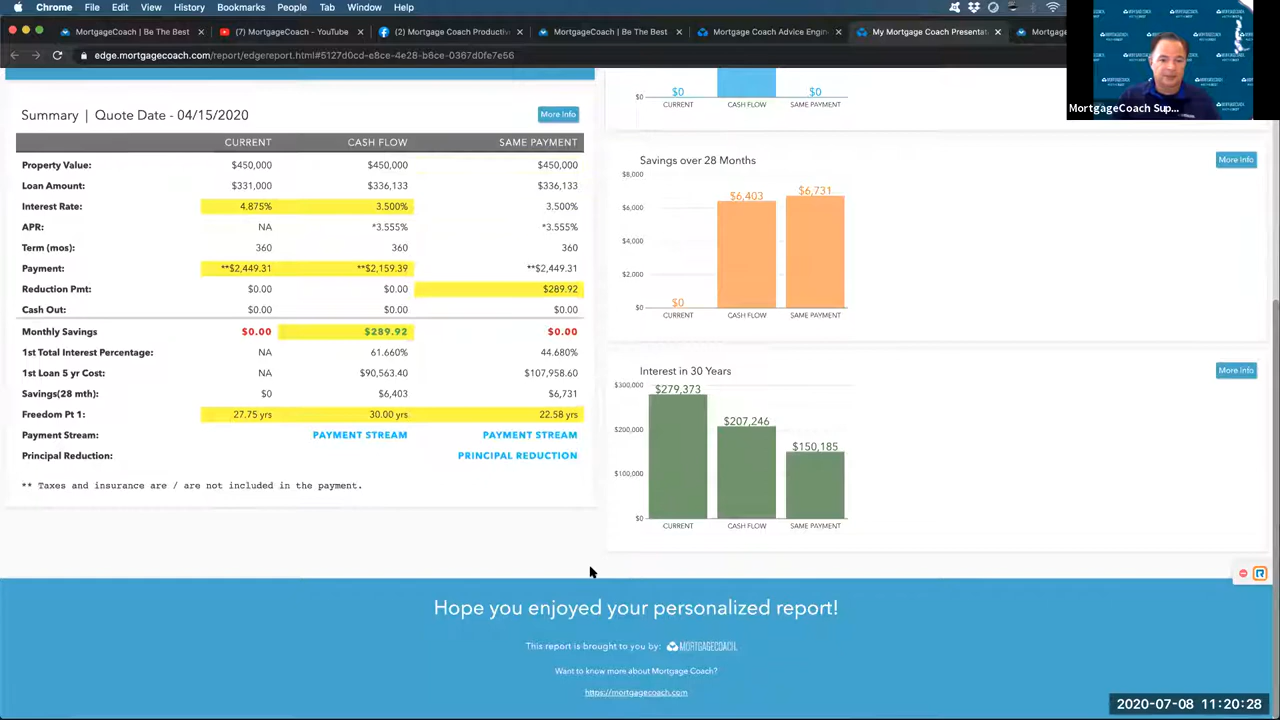 Chrome File Edit View History Bookmarks People Tab Window Help
MortgageCoach | Be The Best
(2) MortgageCoach - YouTube
(2) Mortgage Coach Productiv
MortgageCoach | Be The Best
Mortgage Coach Advice Engin
My Mortgage Coach Presentat
MortgageCoach
MortgageCoach Sup...
Summary | Quote Date - 04/15/2020
More Info
CURRENT CASH FLOW SAME PAYMENT
Property Value: $450,000 $450,000 $450,000
Loan Amount: $331,000 $336,133 $336,133
Interest Rate: 4.875% 3.500% 3.500%
APR: NA *3.555% *3.555%
Term (mos): 360 360 360
Payment: **$2,449.31 **$2,159.39 **$2,449.31
Reduction Pmt: $0.00 $0.00 $289.92
Cash Out: $0.00 $0.00 $0.00
Monthly Savings $0.00 $289.92 $0.00
1st Total Interest Percentage: NA 61.660% 44.680%
1st Loan 5 yr Cost: NA $90,563.40 $107,958.60
Savings(28 mth): $0 $6,403 $6,731
Freedom Pt 1: 27.75 yrs 30.00 yrs 22.58 yrs
Payment Stream: PAYMENT STREAM PAYMENT STREAM
Principal Reduction: PRINCIPAL REDUCTION
** Taxes and insurance are / are not included in the payment.
$0 $0 $0
CURRENT CASH FLOW SAME PAYMENT
Savings over 28 Months
More Info
$8,000
$6,000
$4,000
$2,000
$0
$0 $6,403 $6,731
CURRENT CASH FLOW SAME PAYMENT
Interest in 30 Years
More Info
$300,000
$200,000
$100,000
$0
$279,373 $207,246 $150,185
CURRENT CASH FLOW SAME PAYMENT
Hope you enjoyed your personalized report!
This report is brought to you by: MORTGAGECOACH
Want to know more about Mortgage Coach?
https://mortgagecoach.com
2020-07-08 11:20:28